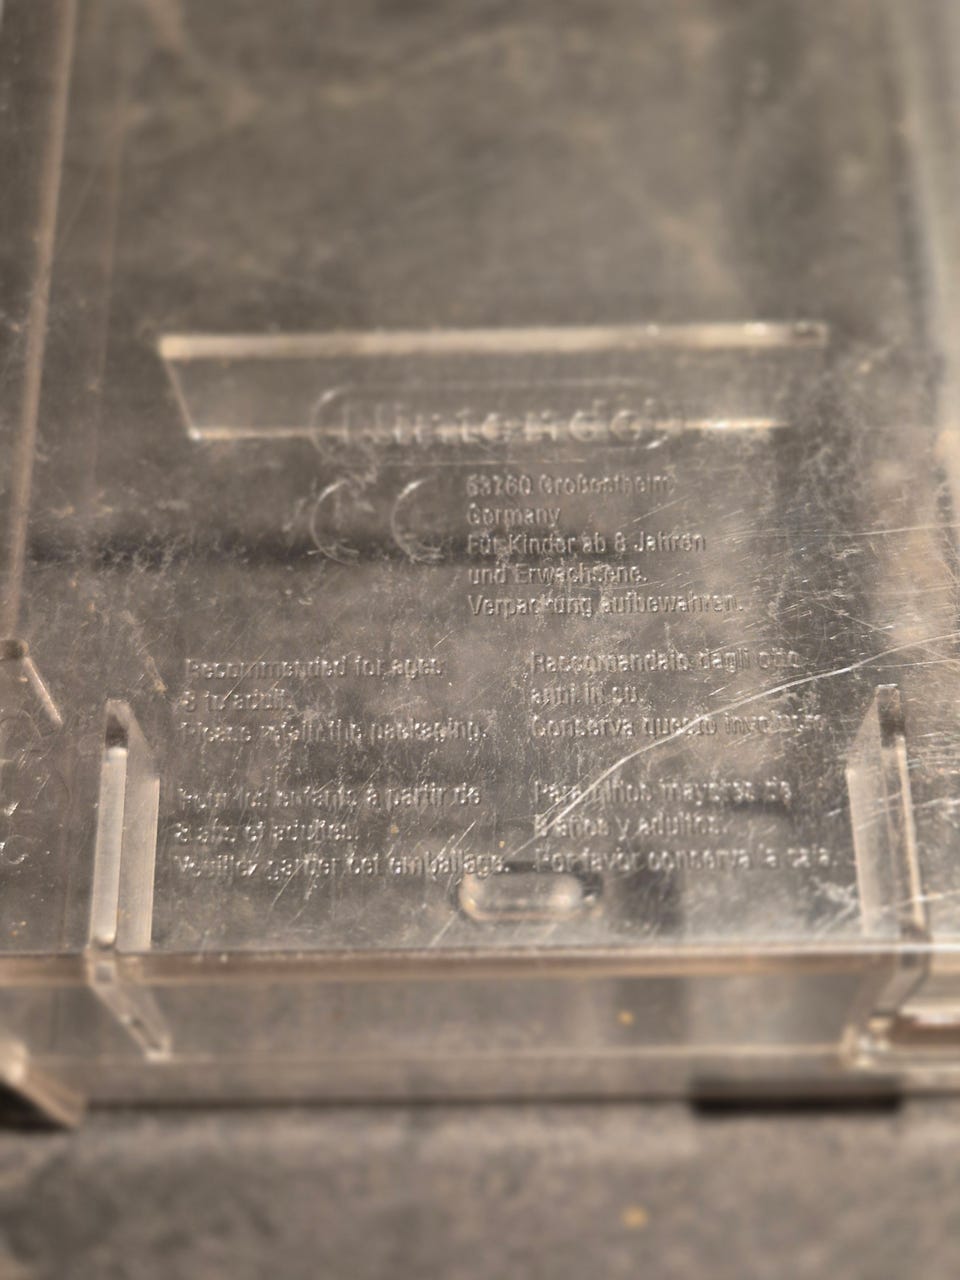 Nintendo
CE
63760 Großostheim
Germany
Für Kinder ab 8 Jahren
und Erwachsene.
Verpackung aufbewahren.
Recommended for ages
8 to adult.
Please retain the packaging.
Raccomandato dagli otto
anni in su.
Conserva questo involucro.
Pour les enfants à partir de
8 ans et adultes.
Veuillez garder cet emballage.
Para niños mayores de
8 años y adultos.
Por favor conserva la caja.